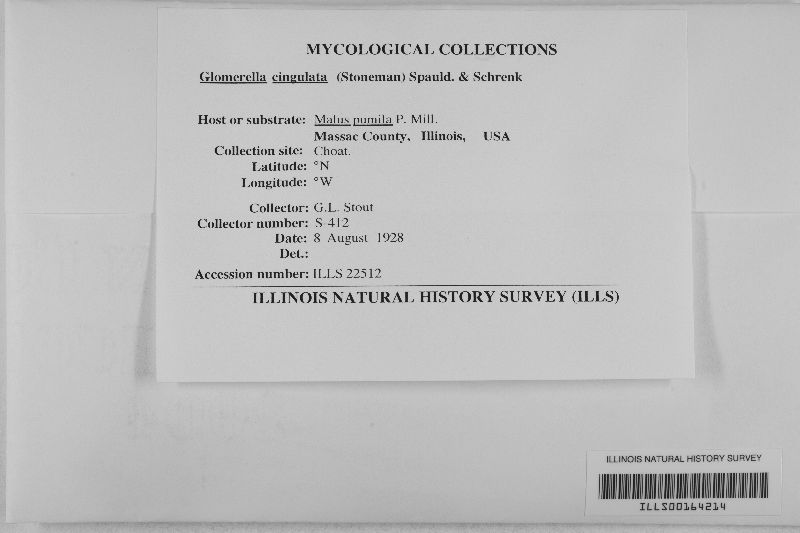 MYCOLOGICAL COLLECTIONS
Glomerella cingulata (Stoneman) Spauld. & Schrenk
Host or substrate: Malus pumila P. Mill.
Massac County, Illinois, USA
Collection site: Choat.
Latitude: °N
Longitude: °W
Collector: G.L. Stout
Collector number: S-412
Date: 8 August 1928
Det.:
Accession number: ILLS 22512
ILLINOIS NATURAL HISTORY SURVEY (ILLS)
ILLINOIS NATURAL HISTORY SURVEY
ILLS00164214